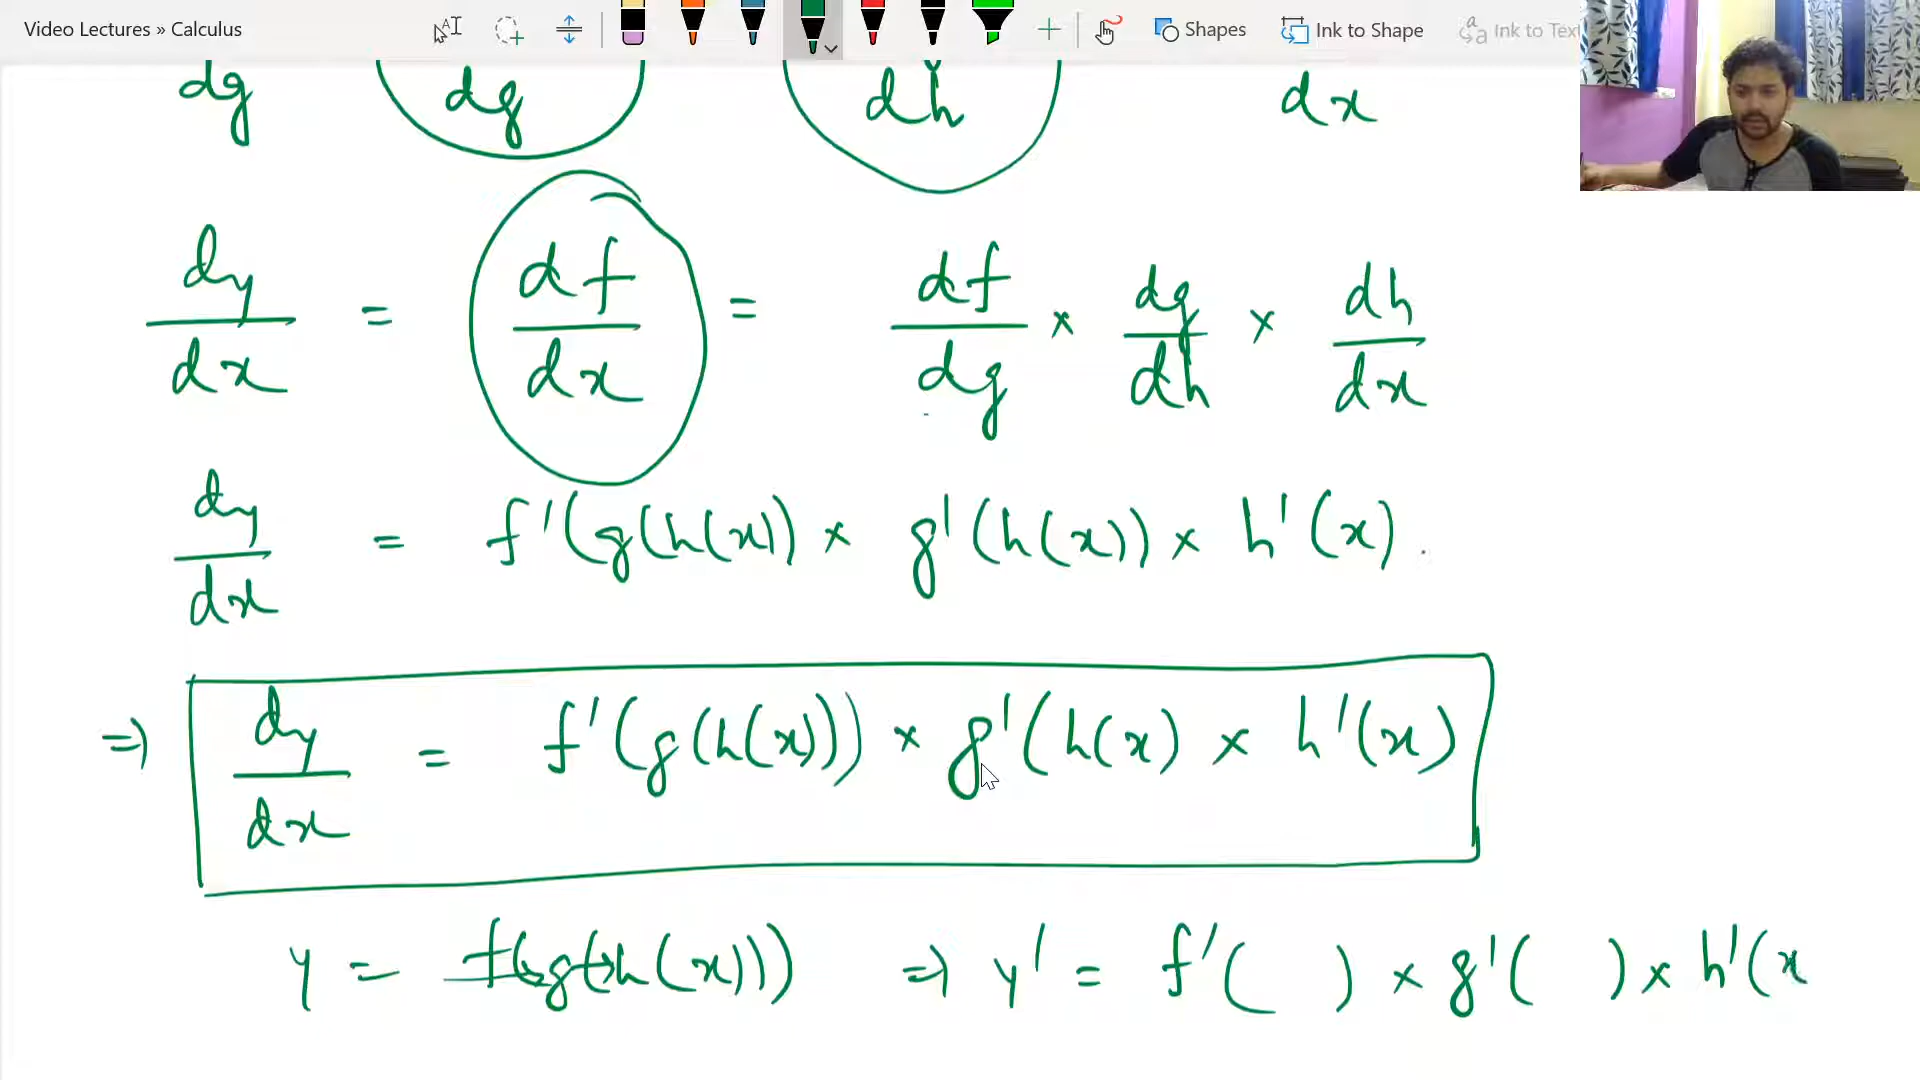 Video Lectures » Calculus
Shapes
Ink to Shape
Ink to Tex
dg dg dh dx
dy/dx = df/dx = df/dg × dg/dh × dh/dx
dy/dx = f'(g(h(x)) × g'(h(x)) × h'(x).
⇒ dy/dx = f'(g(h(x))) × g'(h(x) × h'(x)
y = f(g(h(x))) ⇒ y' = f'( ) × g'( ) × h'(x